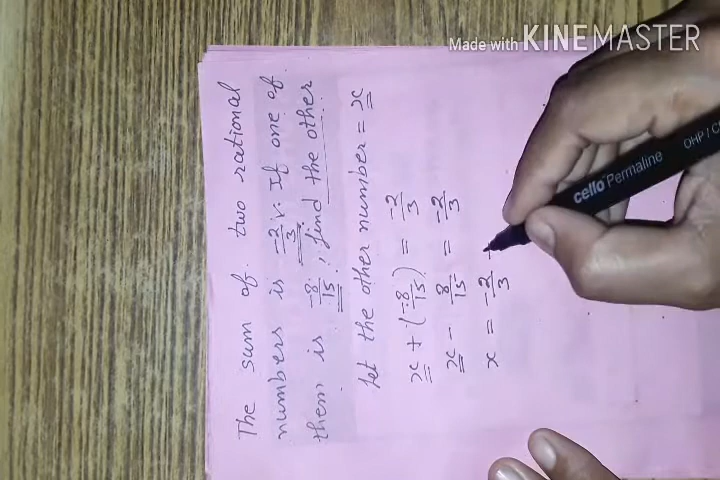 Made with KINEMASTER
The sum of two rational
numbers is -2/3. If one of
them is -8/15, find the other
Let the other number = x
x + (-8/15) = -2/3
x - 8/15 = -2/3
x = -2/3
cello Permaline